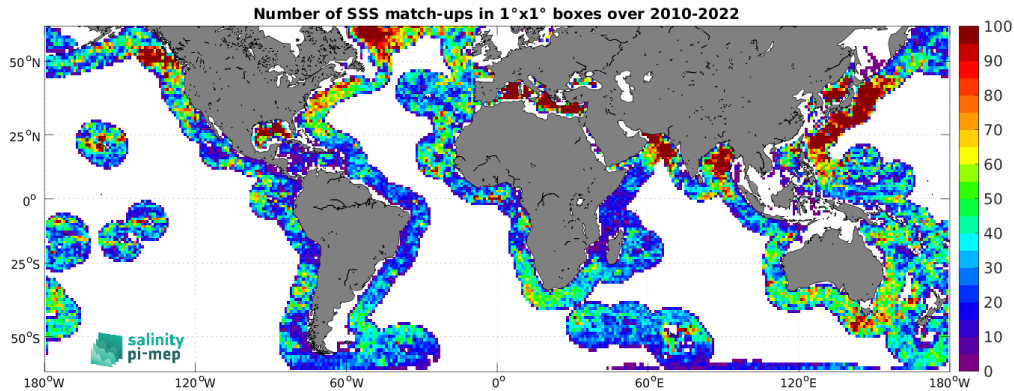 Number of SSS match-ups in 1°x1° boxes over 2010-2022
50°N
25°N
0°
25°S
50°S
180°W
120°W
60°W
0°
60°E
120°E
180°W
100
90
80
70
60
50
40
30
20
10
0
salinity
pi-mep